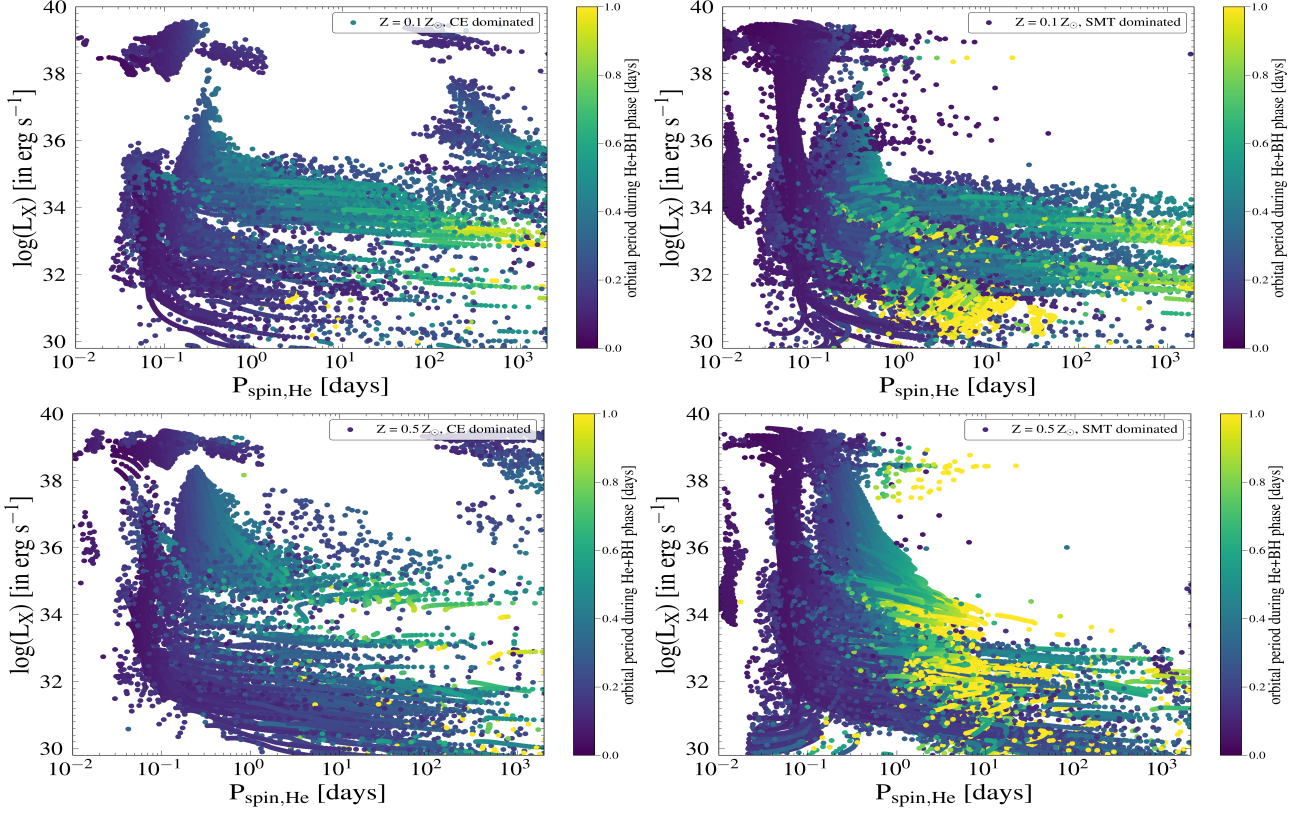 40
38
36
34
32
30
log(L_X) [in erg s^−1]
10^−2 10^−1 10^0 10^1 10^2 10^3
P_spin,He [days]
Z = 0.1 Z_⊙, CE dominated
1.0
0.8
0.6
0.4
0.2
0.0
orbital period during He+BH phase [days]
40
38
36
34
32
30
log(L_X) [in erg s^−1]
10^−2 10^−1 10^0 10^1 10^2 10^3
P_spin,He [days]
Z = 0.1 Z_⊙, SMT dominated
1.0
0.8
0.6
0.4
0.2
0.0
orbital period during He+BH phase [days]
40
38
36
34
32
30
log(L_X) [in erg s^−1]
10^−2 10^−1 10^0 10^1 10^2 10^3
P_spin,He [days]
Z = 0.5 Z_⊙, CE dominated
1.0
0.8
0.6
0.4
0.2
0.0
orbital period during He+BH phase [days]
40
38
36
34
32
30
log(L_X) [in erg s^−1]
10^−2 10^−1 10^0 10^1 10^2 10^3
P_spin,He [days]
Z = 0.5 Z_⊙, SMT dominated
1.0
0.8
0.6
0.4
0.2
0.0
orbital period during He+BH phase [days]